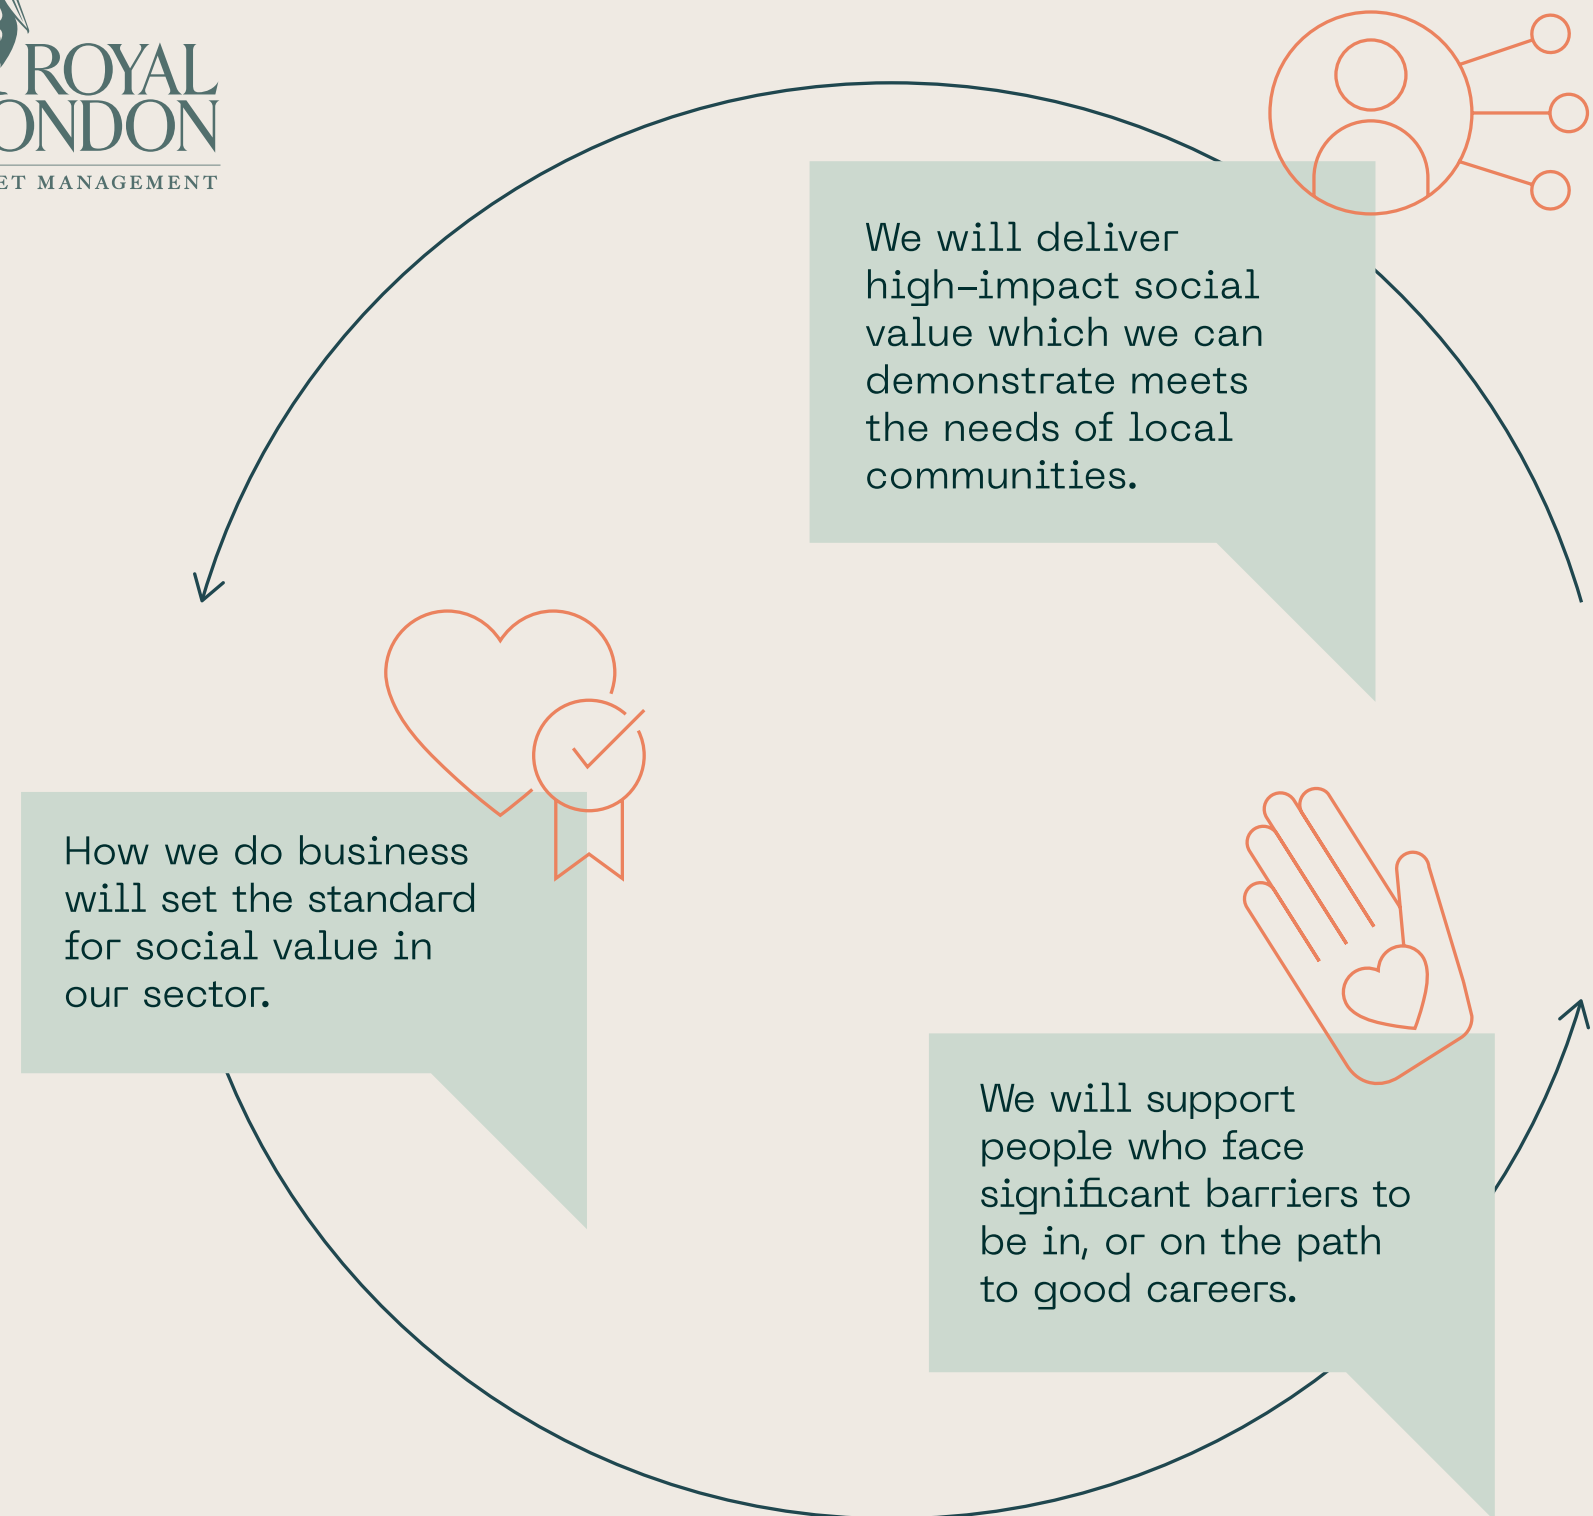 ROYAL
ONDON
ET MANAGEMENT
We will deliver
high–impact social
value which we can
demonstrate meets
the needs of local
communities.
How we do business
will set the standard
for social value in
our sector.
We will support
people who face
significant barriers to
be in, or on the path
to good careers.